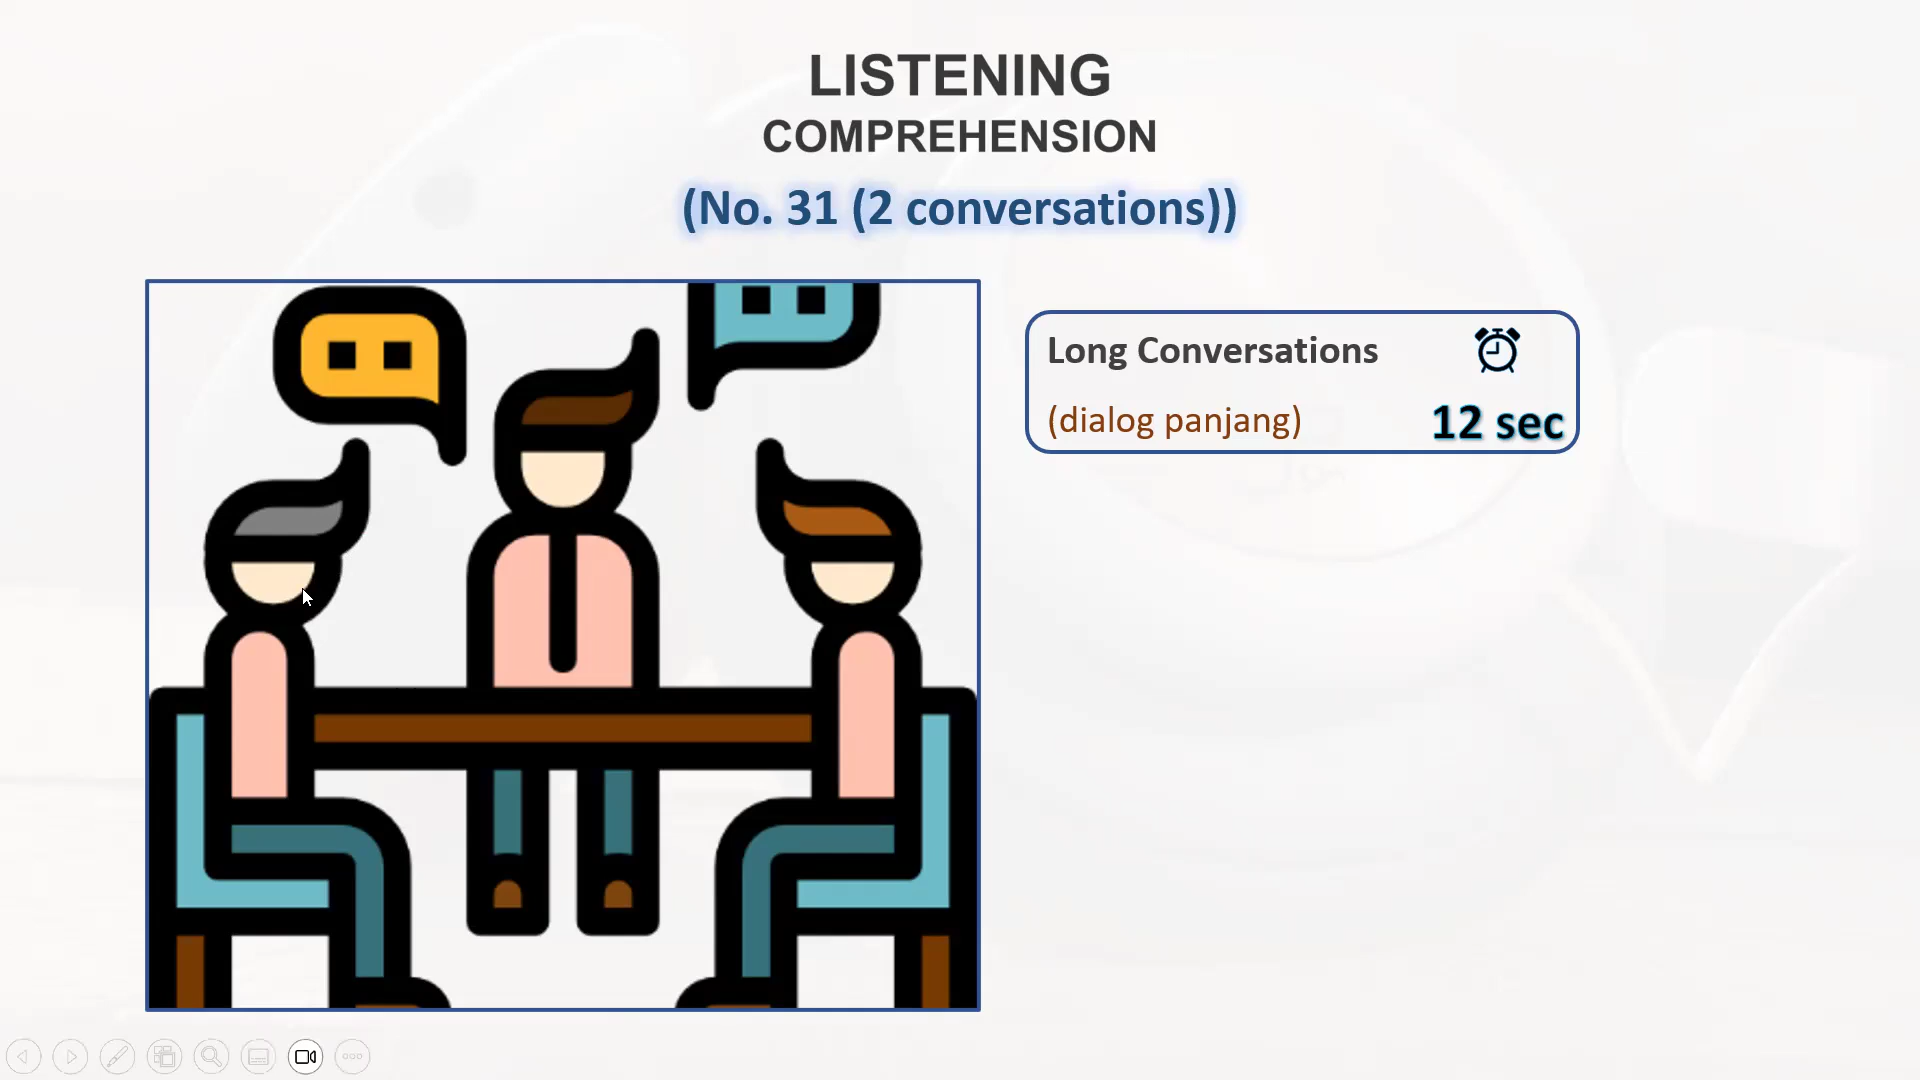 LISTENING
COMPREHENSION
(No. 31 (2 conversations))
Long Conversations
(dialog panjang)
12 sec